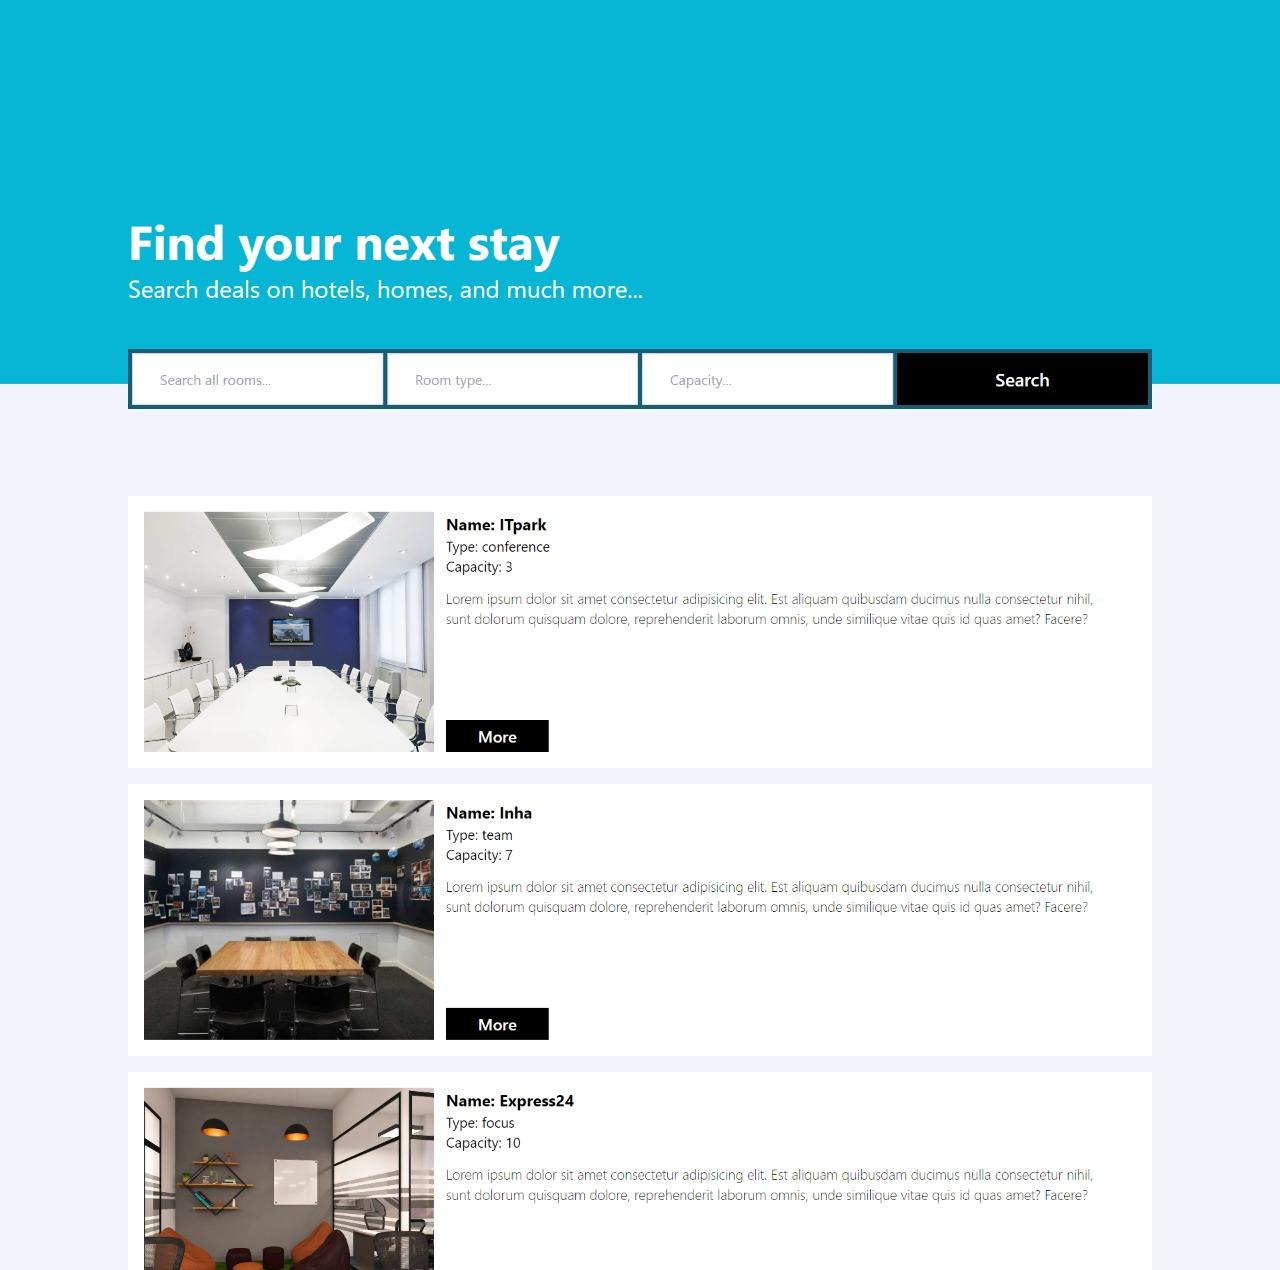 Find your next stay
Search deals on hotels, homes, and much more...
Search all rooms...
Room type...
Capacity...
Search
Name: ITpark
Type: conference
Capacity: 3
Lorem ipsum dolor sit amet consectetur adipisicing elit. Est aliquam quibusdam ducimus nulla consectetur nihil,
sunt dolorum quisquam dolore, reprehenderit laborum omnis, unde similique vitae quis id quas amet? Facere?
More
Name: Inha
Type: team
Capacity: 7
Lorem ipsum dolor sit amet consectetur adipisicing elit. Est aliquam quibusdam ducimus nulla consectetur nihil,
sunt dolorum quisquam dolore, reprehenderit laborum omnis, unde similique vitae quis id quas amet? Facere?
More
Name: Express24
Type: focus
Capacity: 10
Lorem ipsum dolor sit amet consectetur adipisicing elit. Est aliquam quibusdam ducimus nulla consectetur nihil,
sunt dolorum quisquam dolore, reprehenderit laborum omnis, unde similique vitae quis id quas amet? Facere?